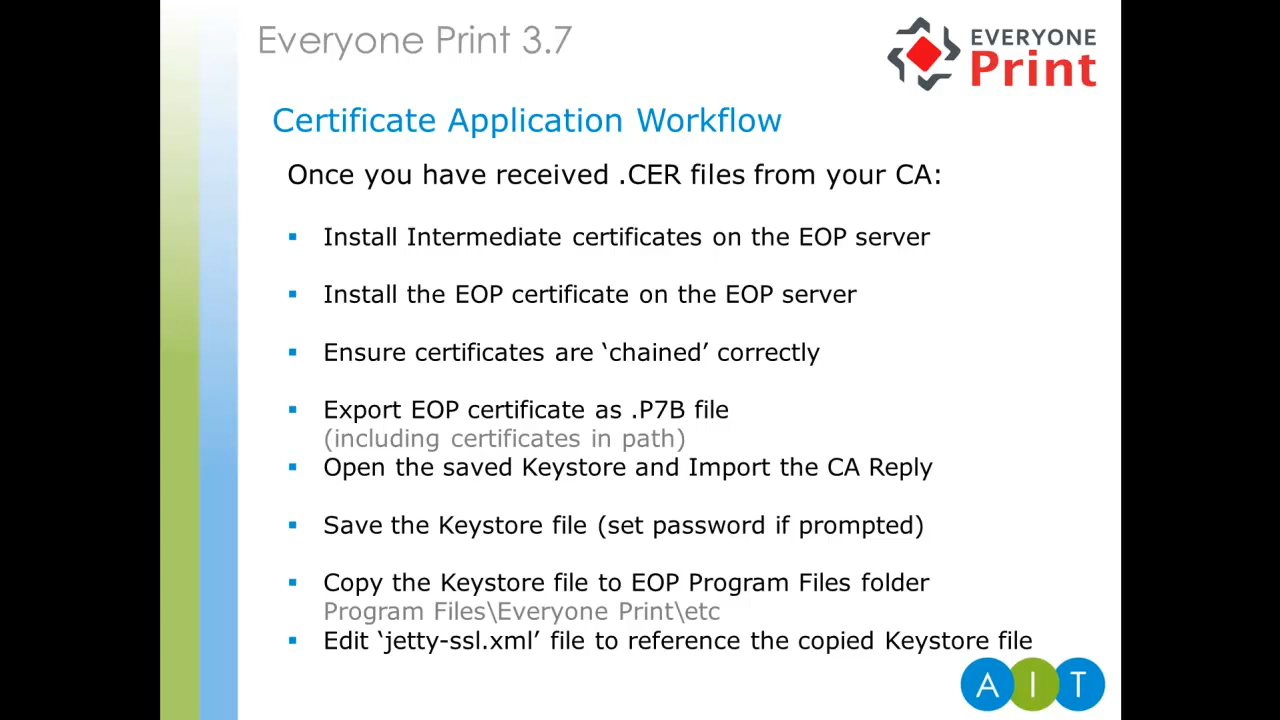 Everyone Print 3.7
EVERYONE
Print
Certificate Application Workflow
Once you have received .CER files from your CA:
Install Intermediate certificates on the EOP server
Install the EOP certificate on the EOP server
Ensure certificates are ‘chained’ correctly
Export EOP certificate as .P7B file
(including certificates in path)
Open the saved Keystore and Import the CA Reply
Save the Keystore file (set password if prompted)
Copy the Keystore file to EOP Program Files folder
Program Files\Everyone Print\etc
Edit ‘jetty-ssl.xml’ file to reference the copied Keystore file
A I T